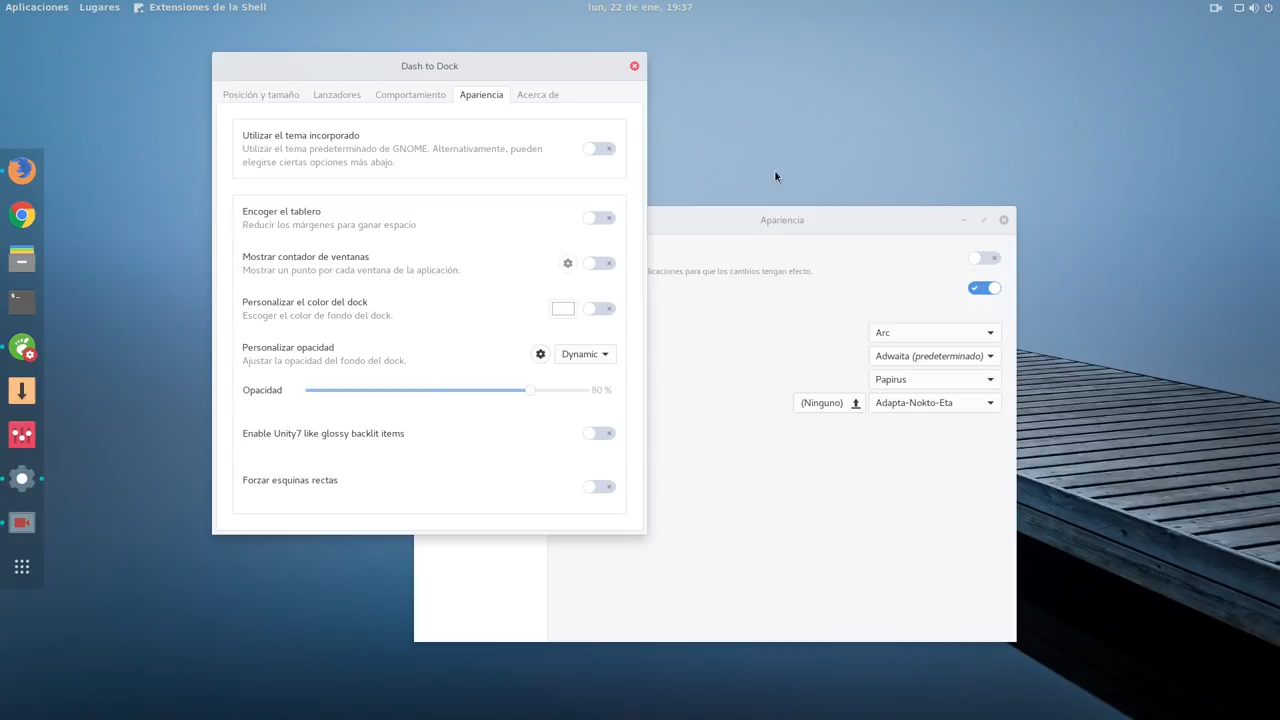 Aplicaciones Lugares Extensiones de la Shell lun, 22 de ene, 19:37
Dash to Dock
Posición y tamaño Lanzadores Comportamiento Apariencia Acerca de
Utilizar el tema incorporado
Utilizar el tema predeterminado de GNOME. Alternativamente, pueden
elegirse ciertas opciones más abajo.
Encoger el tablero
Reducir los márgenes para ganar espacio
Mostrar contador de ventanas
Mostrar un punto por cada ventana de la aplicación.
Personalizar el color del dock
Escoger el color de fondo del dock.
Personalizar opacidad
Ajustar la opacidad del fondo del dock.
Dynamic
Opacidad 80 %
Enable Unity7 like glossy backlit items
Forzar esquinas rectas
Apariencia
licaciones para que los cambios tengan efecto.
Arc
Adwaita (predeterminado)
Papirus
(Ninguno) Adapta-Nokto-Eta